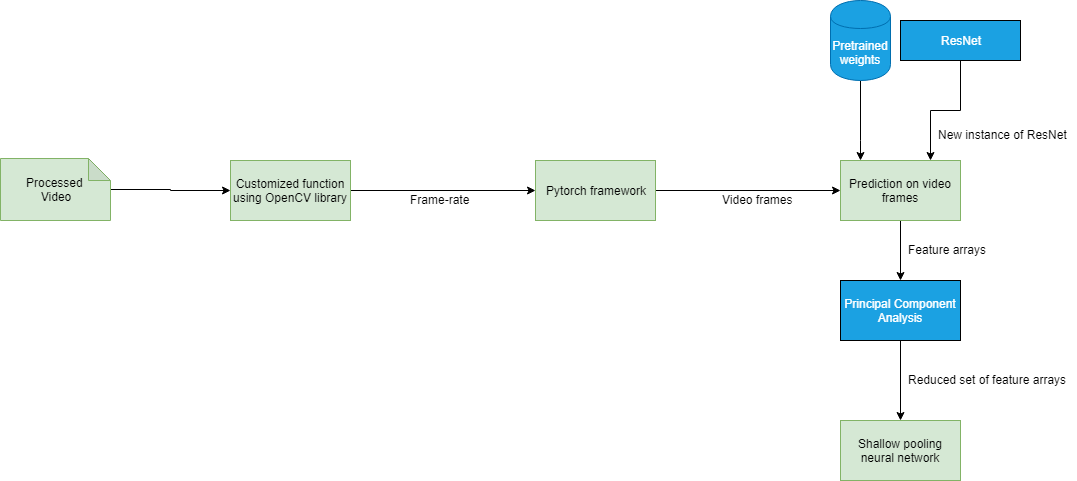 Pretrained
weights
ResNet
New instance of ResNet
Processed
Video
Customized function
using OpenCV library
Frame-rate
Pytorch framework
Video frames
Prediction on video
frames
Feature arrays
Principal Component
Analysis
Reduced set of feature arrays
Shallow pooling
neural network